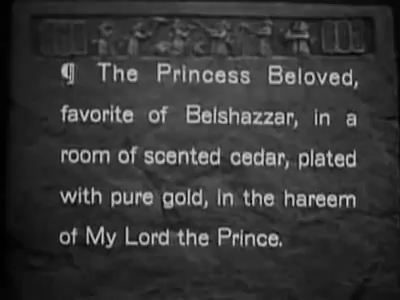 ¶ The Princess Beloved,
favorite of Belshazzar, in a
room of scented cedar, plated
with pure gold, in the hareem
of My Lord the Prince.